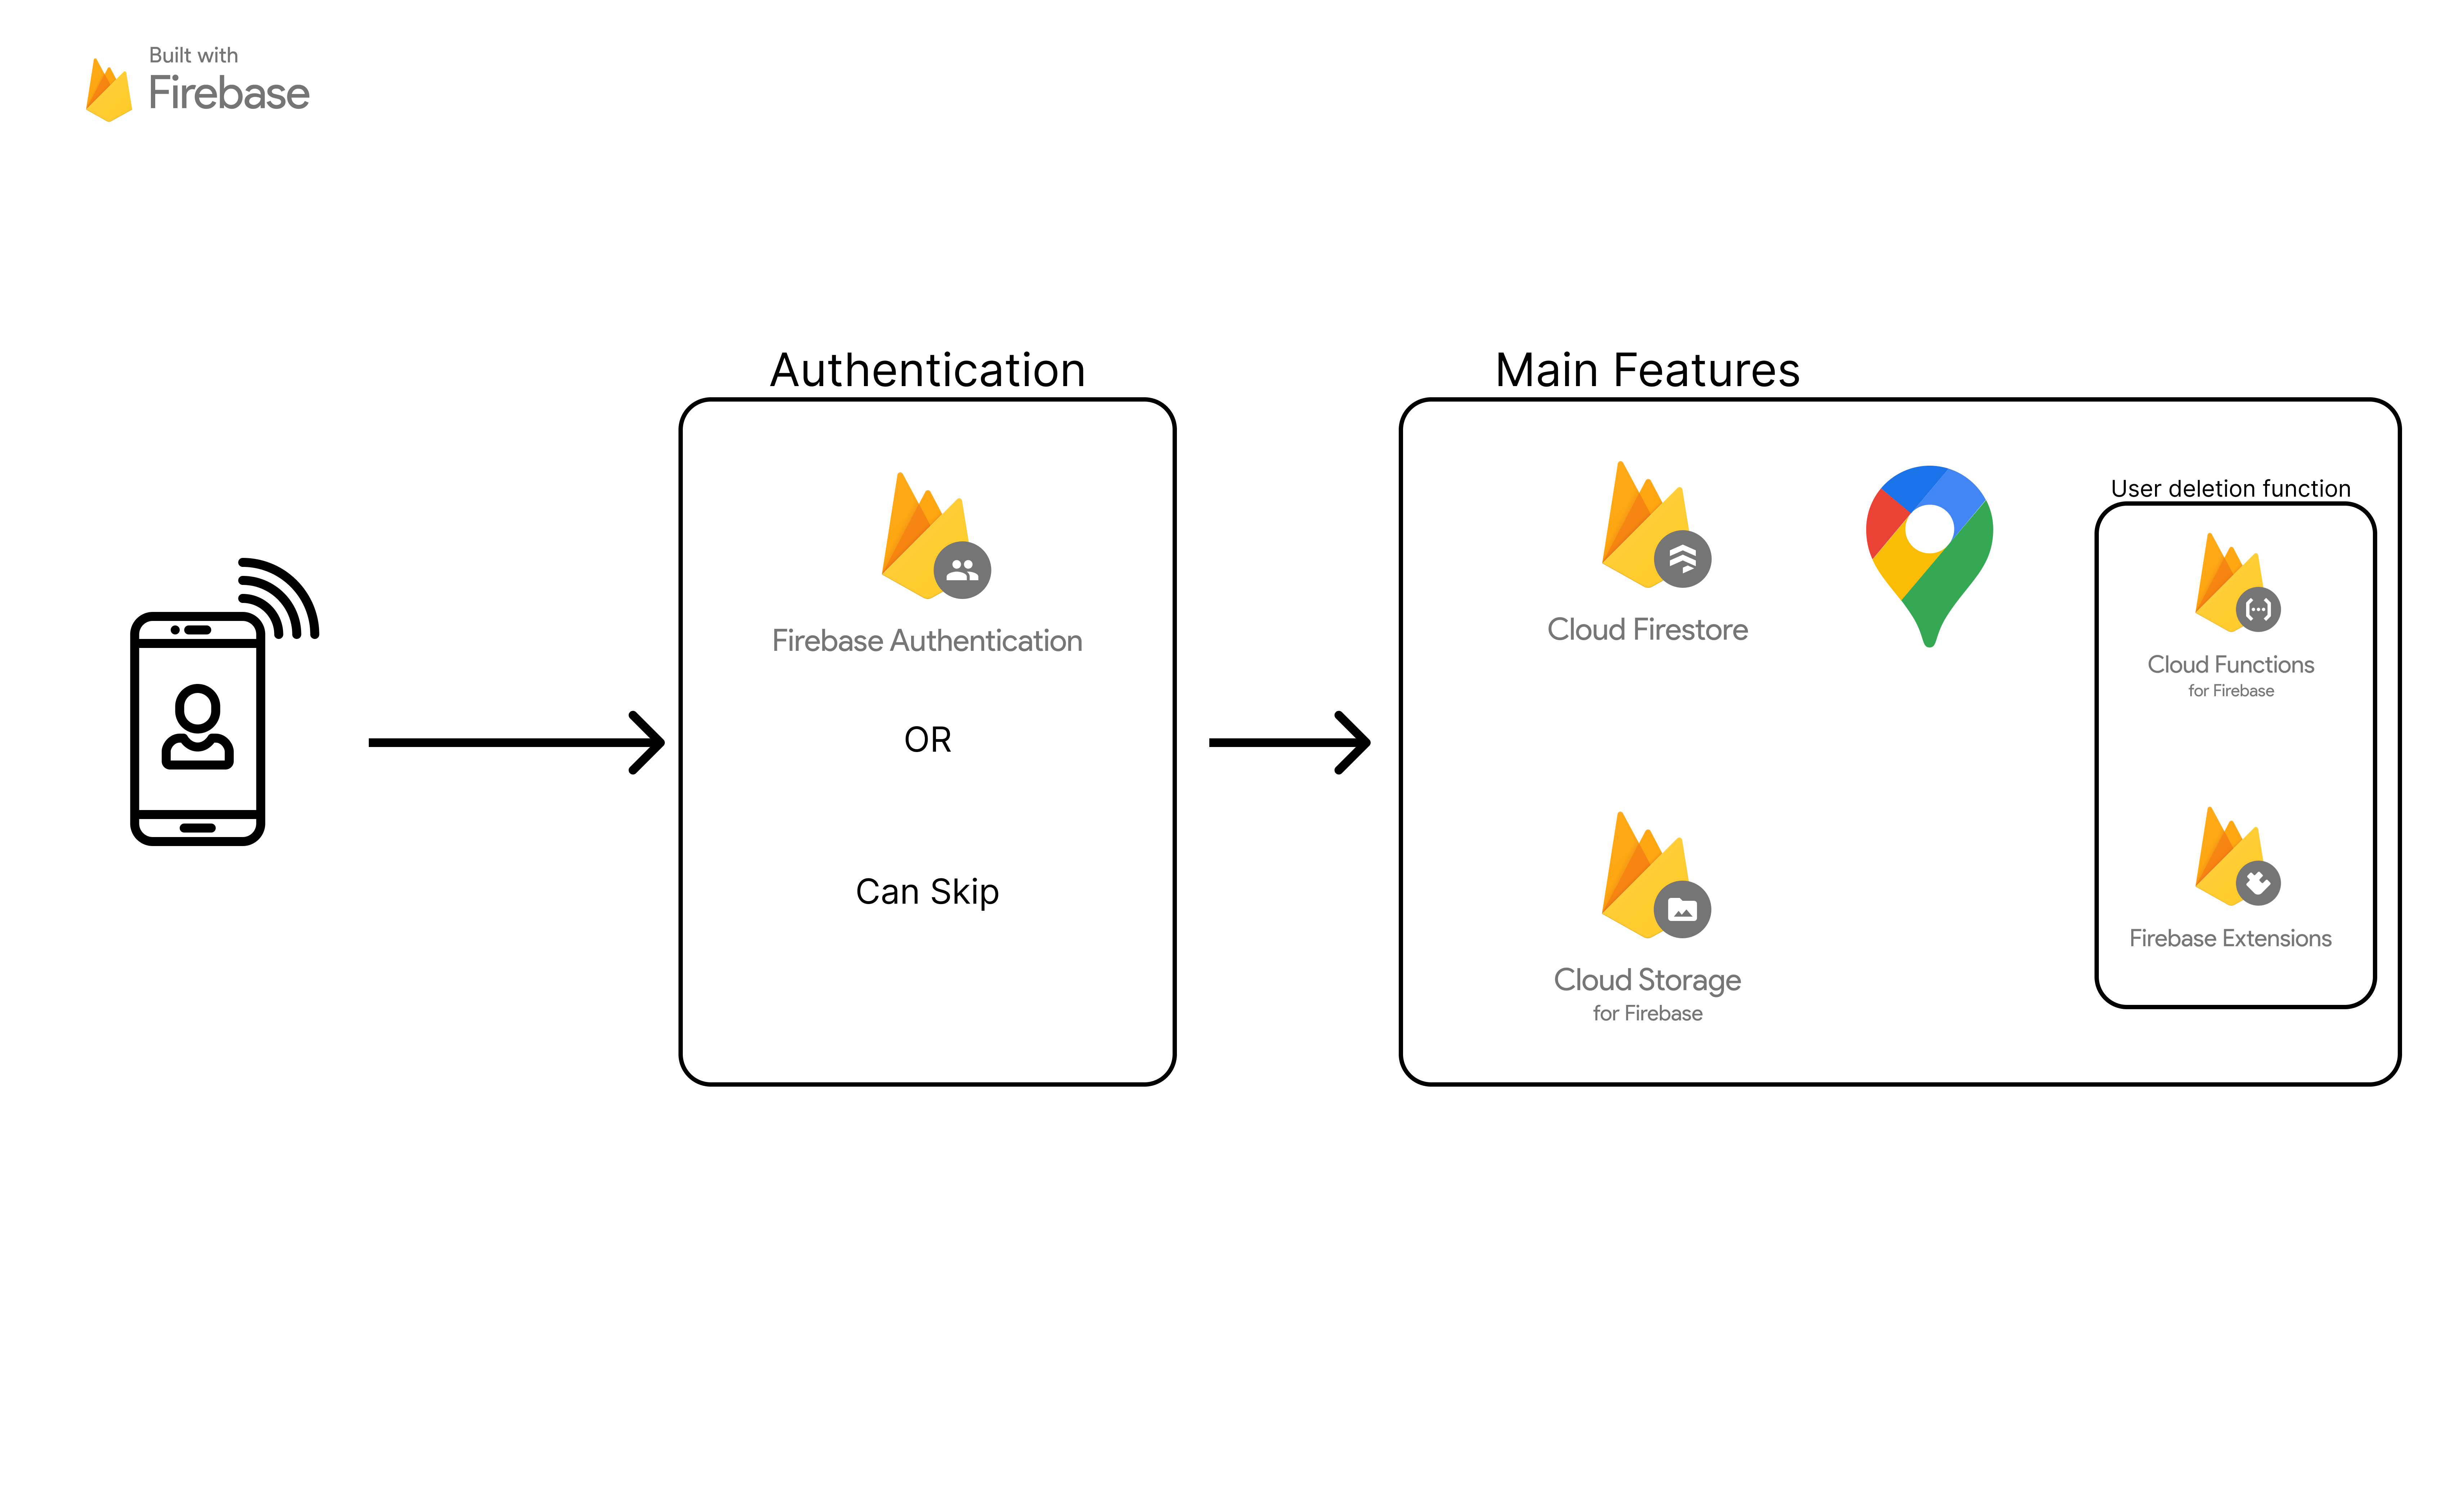 Built with
Firebase
Authentication
Firebase Authentication
OR
Can Skip
Main Features
Cloud Firestore
Cloud Storage
for Firebase
User deletion function
Cloud Functions
for Firebase
Firebase Extensions